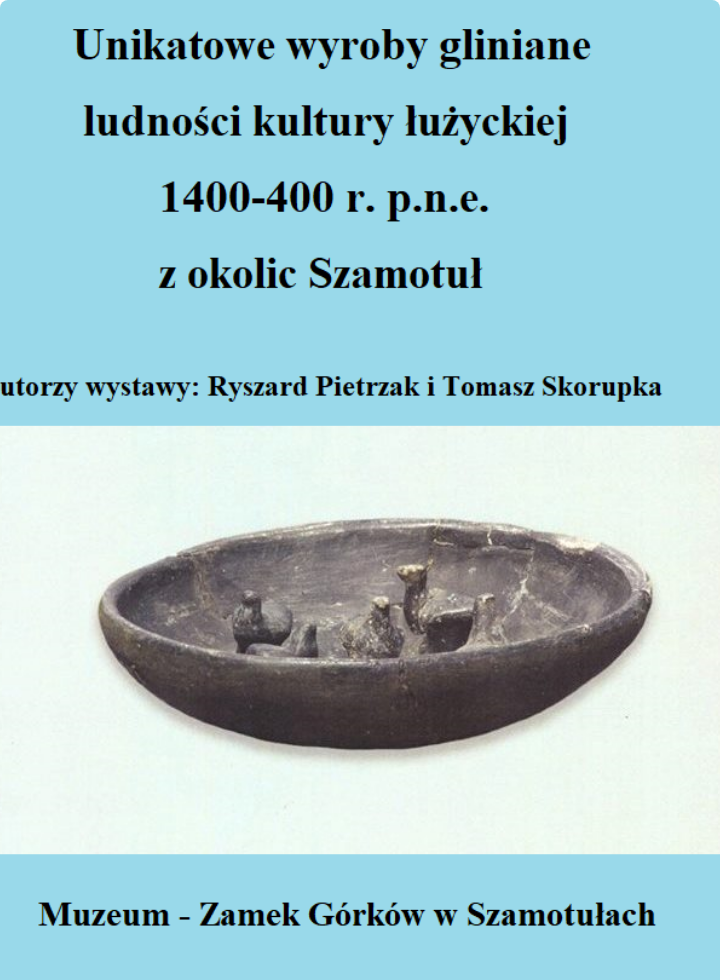 Unikatowe wyroby gliniane
ludności kultury łużyckiej
1400-400 r. p.n.e.
z okolic Szamotuł
utorzy wystawy: Ryszard Pietrzak i Tomasz Skorupka
Muzeum - Zamek Górków w Szamotułach